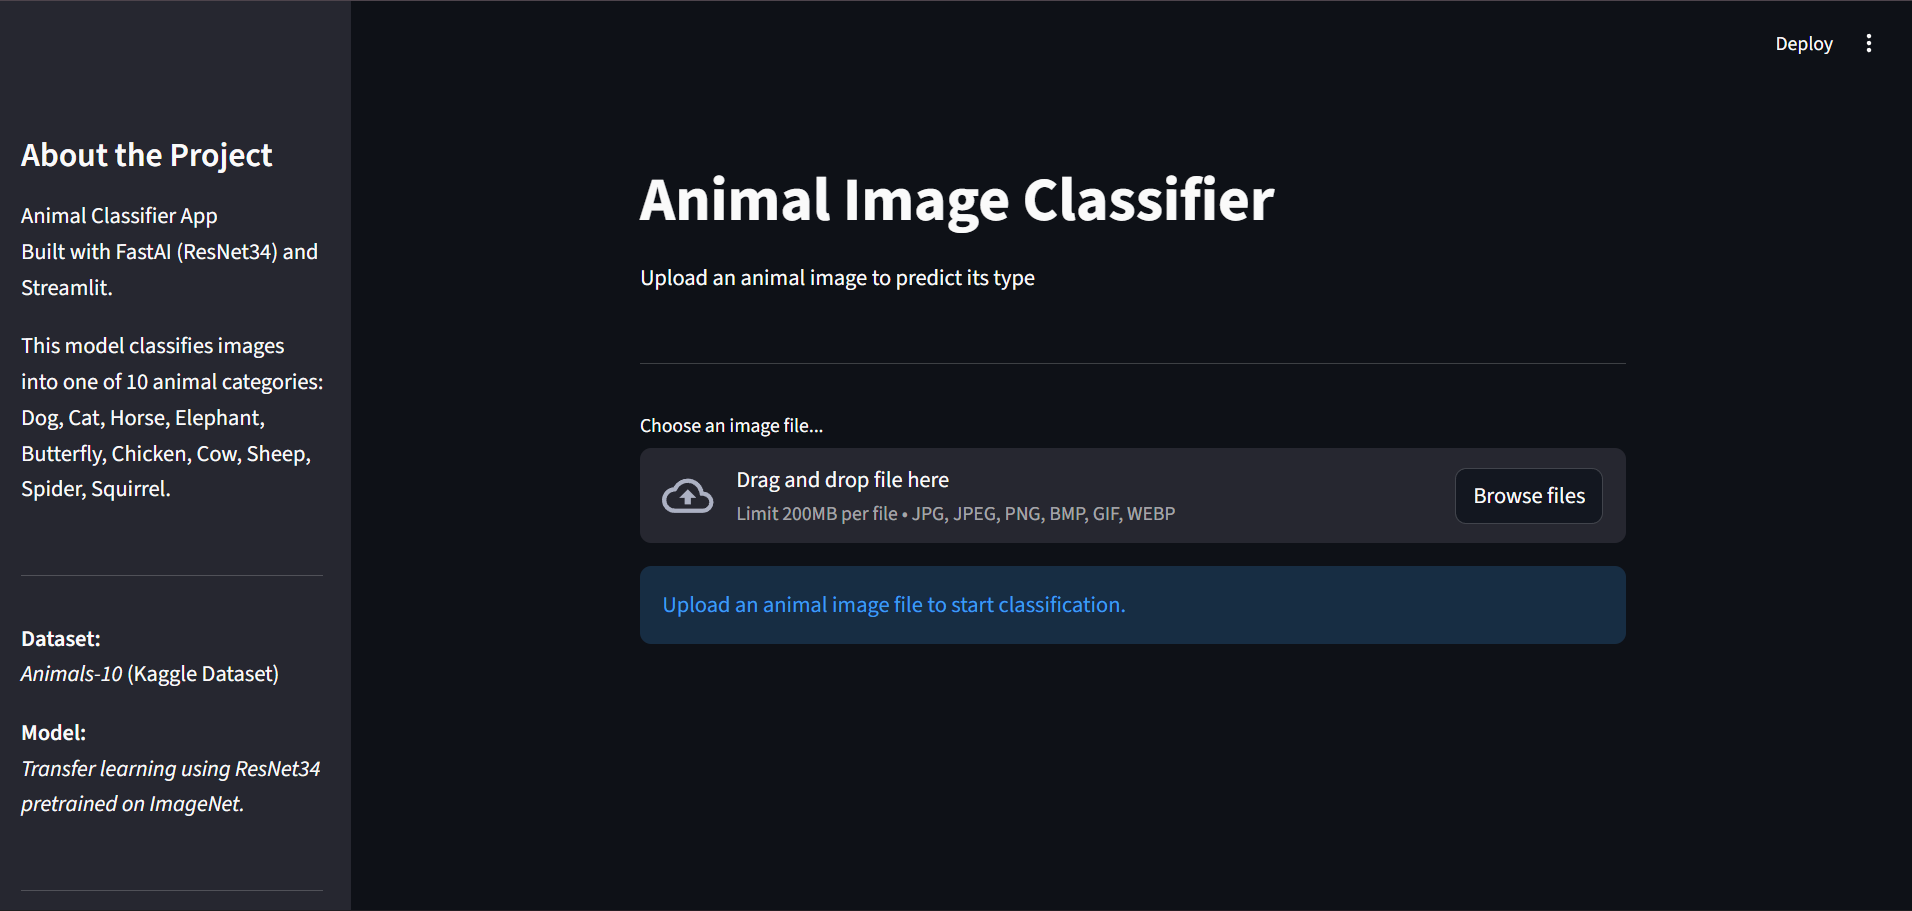 Deploy
About the Project
Animal Classifier App
Built with FastAI (ResNet34) and
Streamlit.
This model classifies images
into one of 10 animal categories:
Dog, Cat, Horse, Elephant,
Butterfly, Chicken, Cow, Sheep,
Spider, Squirrel.
Dataset:
Animals-10 (Kaggle Dataset)
Model:
Transfer learning using ResNet34
pretrained on ImageNet.
Animal Image Classifier
Upload an animal image to predict its type
Choose an image file...
Drag and drop file here
Limit 200MB per file • JPG, JPEG, PNG, BMP, GIF, WEBP
Browse files
Upload an animal image file to start classification.